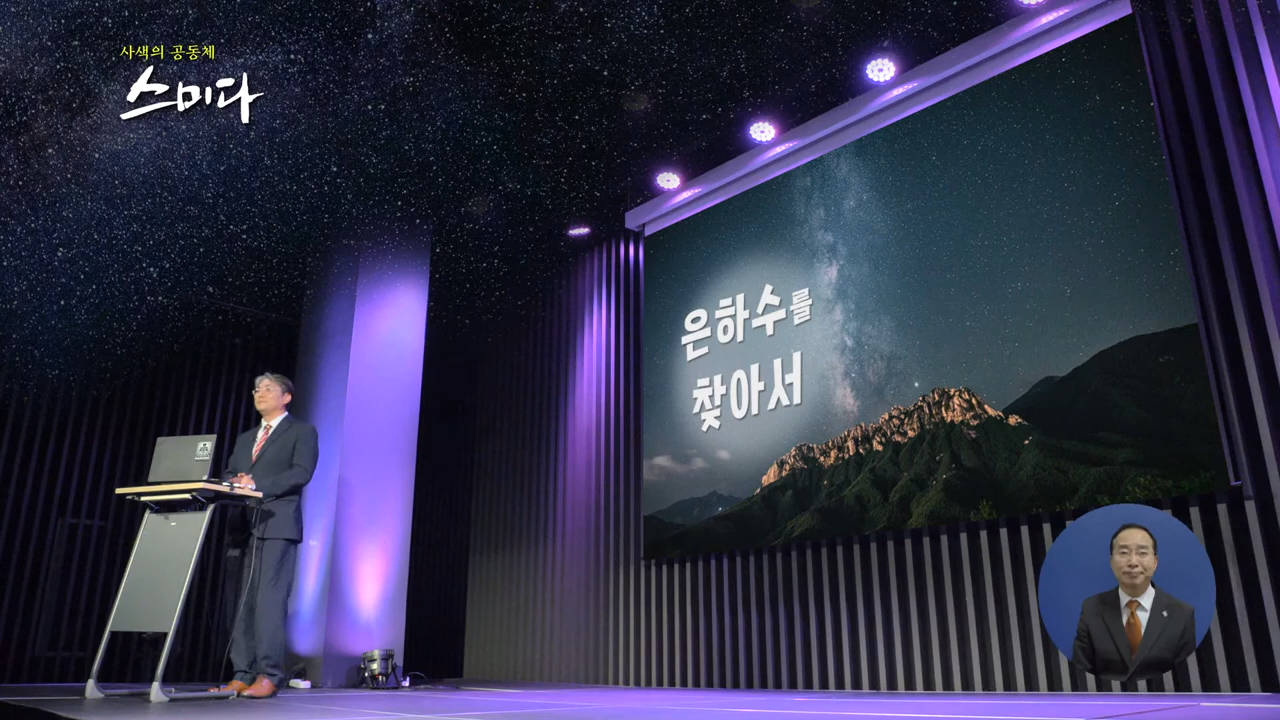 사색의 공동체
스미다
은하수를
찾아서